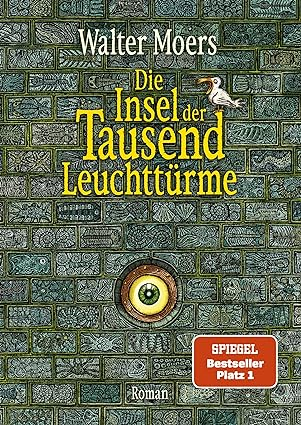 Walter Moers
Die
Insel der
Tausend
Leuchttürme
SPIEGEL
Bestseller
Platz 1
Roman